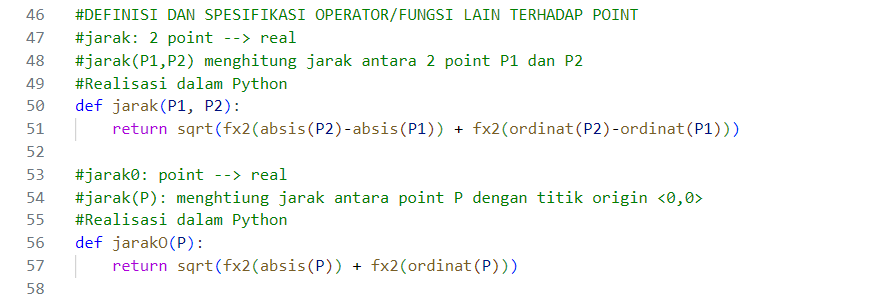 46 #DEFINISI DAN SPESIFIKASI OPERATOR/FUNGSI LAIN TERHADAP POINT
47 #jarak: 2 point --> real
48 #jarak(P1,P2) menghitung jarak antara 2 point P1 dan P2
49 #Realisasi dalam Python
50 def jarak(P1, P2):
51     return sqrt(fx2(absis(P2)-absis(P1)) + fx2(ordinat(P2)-ordinat(P1)))
52
53 #jarak0: point --> real
54 #jarak(P): menghtiung jarak antara point P dengan titik origin <0,0>
55 #Realisasi dalam Python
56 def jarakO(P):
57     return sqrt(fx2(absis(P)) + fx2(ordinat(P)))
58